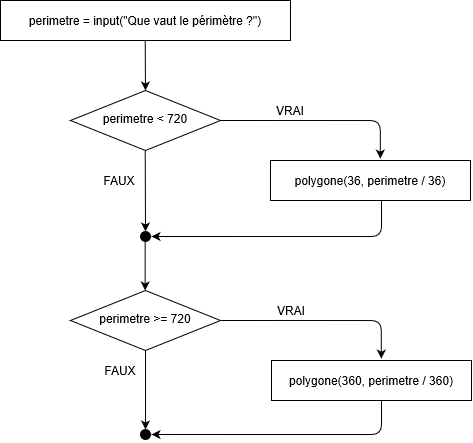 perimetre = input("Que vaut le périmètre ?")
perimetre < 720
VRAI
FAUX
polygone(36, perimetre / 36)
perimetre >= 720
VRAI
FAUX
polygone(360, perimetre / 360)